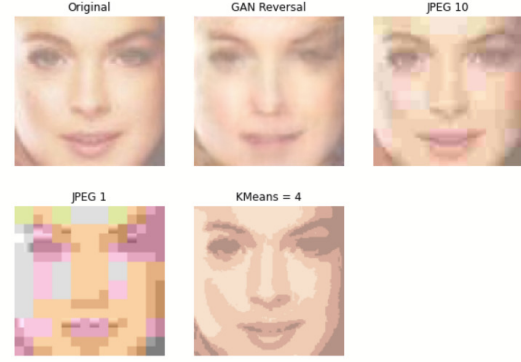 Original
GAN Reversal
JPEG 10
JPEG 1
KMeans = 4